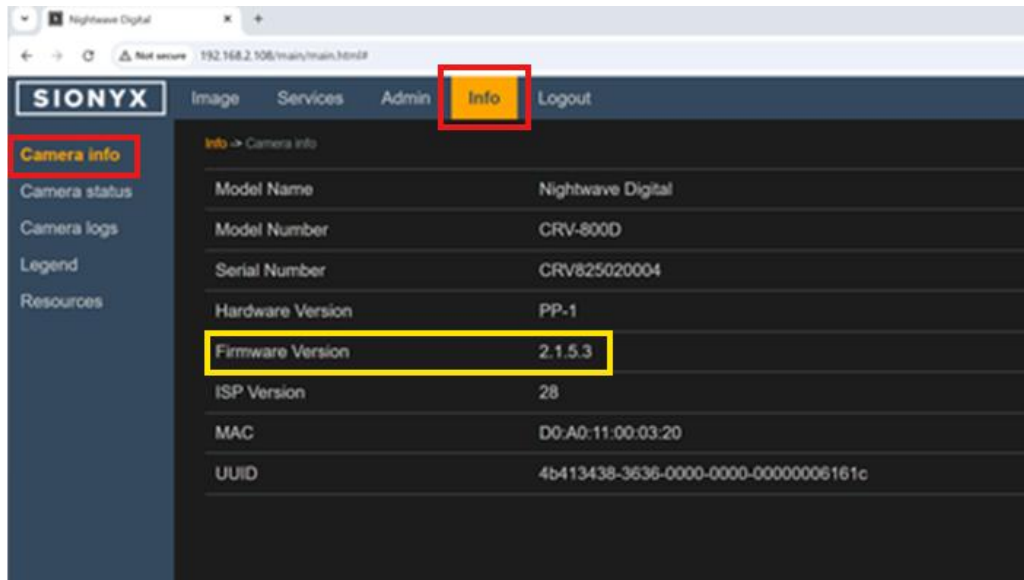 Nightwave Digital
Not secure 192.168.2.108/main/main.html#
SIONYX Image Services Admin Info Logout
Info -> Camera info
Camera info
Camera status
Camera logs
Legend
Resources
Model Name Nightwave Digital
Model Number CRV-800D
Serial Number CRV825020004
Hardware Version PP-1
Firmware Version 2.1.5.3
ISP Version 28
MAC D0:A0:11:00:03:20
UUID 4b413438-3636-0000-0000-00000006161c